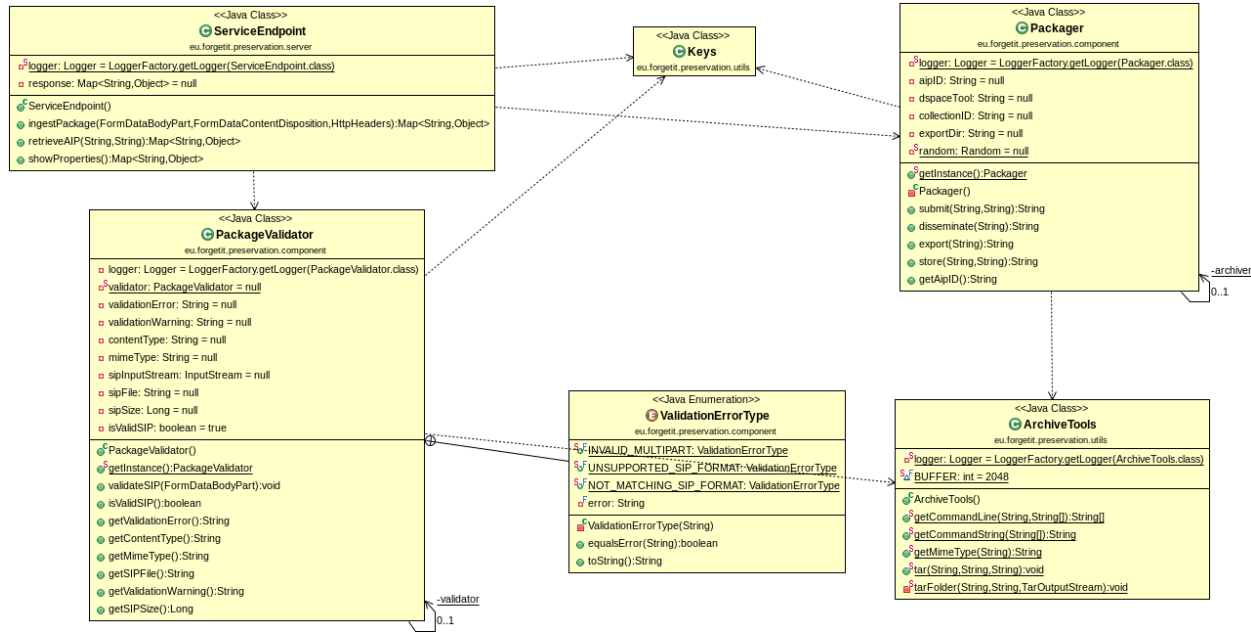 <<Java Class>>
ServiceEndpoint
eu.forgetit.preservation.server
logger: Logger = LoggerFactory.getLogger(ServiceEndpoint.class)
response: Map<String,Object> = null
ServiceEndpoint()
ingestPackage(FormDataBodyPart,FormDataContentDisposition,HttpHeaders):Map<String,Object>
retrieveAIP(String,String):Map<String,Object>
showProperties():Map<String,Object>
<<Java Class>>
Keys
eu.forgetit.preservation.utils
<<Java Class>>
Packager
eu.forgetit.preservation.component
logger: Logger = LoggerFactory.getLogger(Packager.class)
aipID: String = null
dspaceTool: String = null
collectionID: String = null
exportDir: String = null
random: Random = null
getInstance():Packager
Packager()
submit(String,String):String
disseminate(String):String
export(String):String
store(String,String):String
getAipID():String
-archiver
0..1
<<Java Class>>
PackageValidator
eu.forgetit.preservation.component
logger: Logger = LoggerFactory.getLogger(PackageValidator.class)
validator: PackageValidator = null
validationError: String = null
validationWarning: String = null
contentType: String = null
mimeType: String = null
sipInputStream: InputStream = null
sipFile: String = null
sipSize: Long = null
isValidSIP: boolean = true
PackageValidator()
getInstance():PackageValidator
validateSIP(FormDataBodyPart):void
isValidSIP():boolean
getValidationError():String
getContentType():String
getMimeType():String
getSIPFile():String
getValidationWarning():String
getSIPSize():Long
-validator
0..1
<<Java Enumeration>>
ValidationErrorType
eu.forgetit.preservation.component
INVALID_MULTIPART: ValidationErrorType
UNSUPPORTED_SIP_FORMAT: ValidationErrorType
NOT_MATCHING_SIP_FORMAT: ValidationErrorType
error: String
ValidationErrorType(String)
equalsError(String):boolean
toString():String
<<Java Class>>
ArchiveTools
eu.forgetit.preservation.utils
logger: Logger = LoggerFactory.getLogger(ArchiveTools.class)
BUFFER: int = 2048
ArchiveTools()
getCommandLine(String,String[]):String[]
getCommandString(String[]):String
getMimeType(String):String
tar(String,String,String):void
tarFolder(String,String,TarOutputStream):void